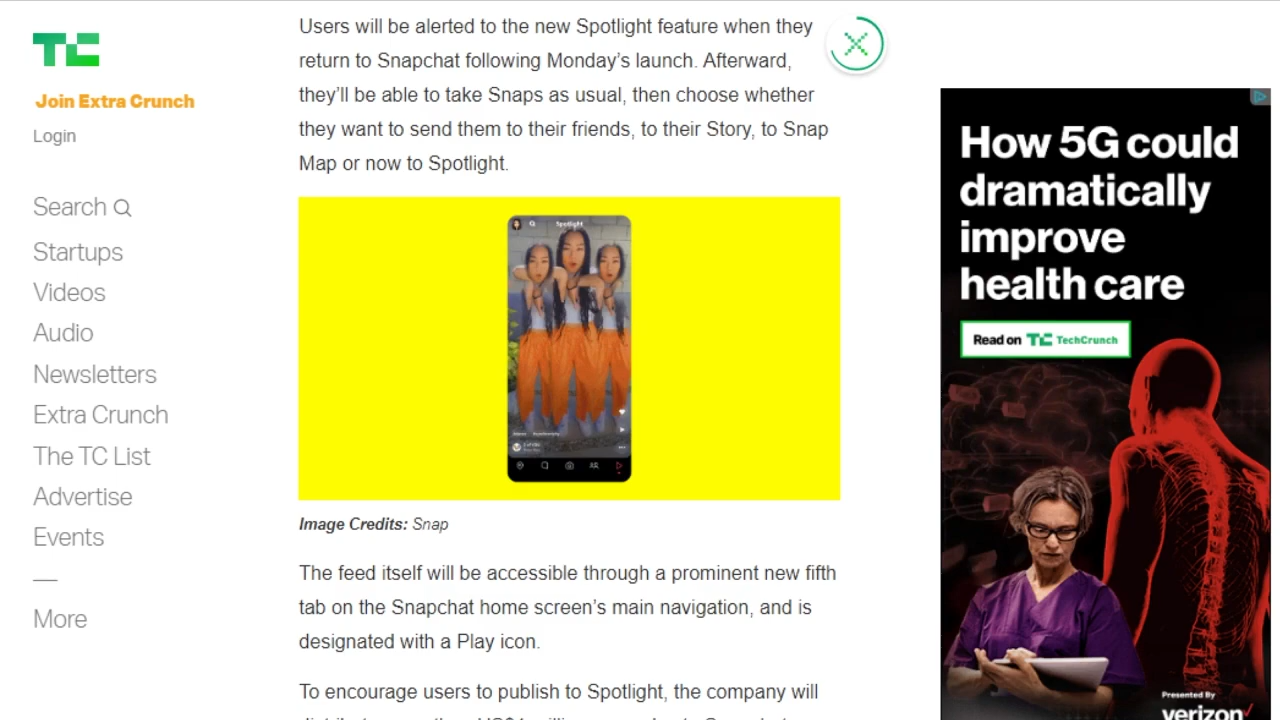 TC
Join Extra Crunch
Login
Search
Startups
Videos
Audio
Newsletters
Extra Crunch
The TC List
Advertise
Events
—
More
Users will be alerted to the new Spotlight feature when they
return to Snapchat following Monday’s launch. Afterward,
they’ll be able to take Snaps as usual, then choose whether
they want to send them to their friends, to their Story, to Snap
Map or now to Spotlight.
Spotlight
Image Credits: Snap
The feed itself will be accessible through a prominent new fifth
tab on the Snapchat home screen’s main navigation, and is
designated with a Play icon.
To encourage users to publish to Spotlight, the company will
How 5G could
dramatically
improve
health care
Read on TC TechCrunch
Presented By
verizon